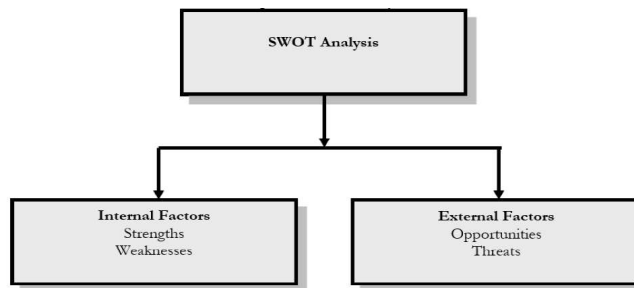 SWOT Analysis
Internal Factors
Strengths
Weaknesses
External Factors
Opportunities
Threats